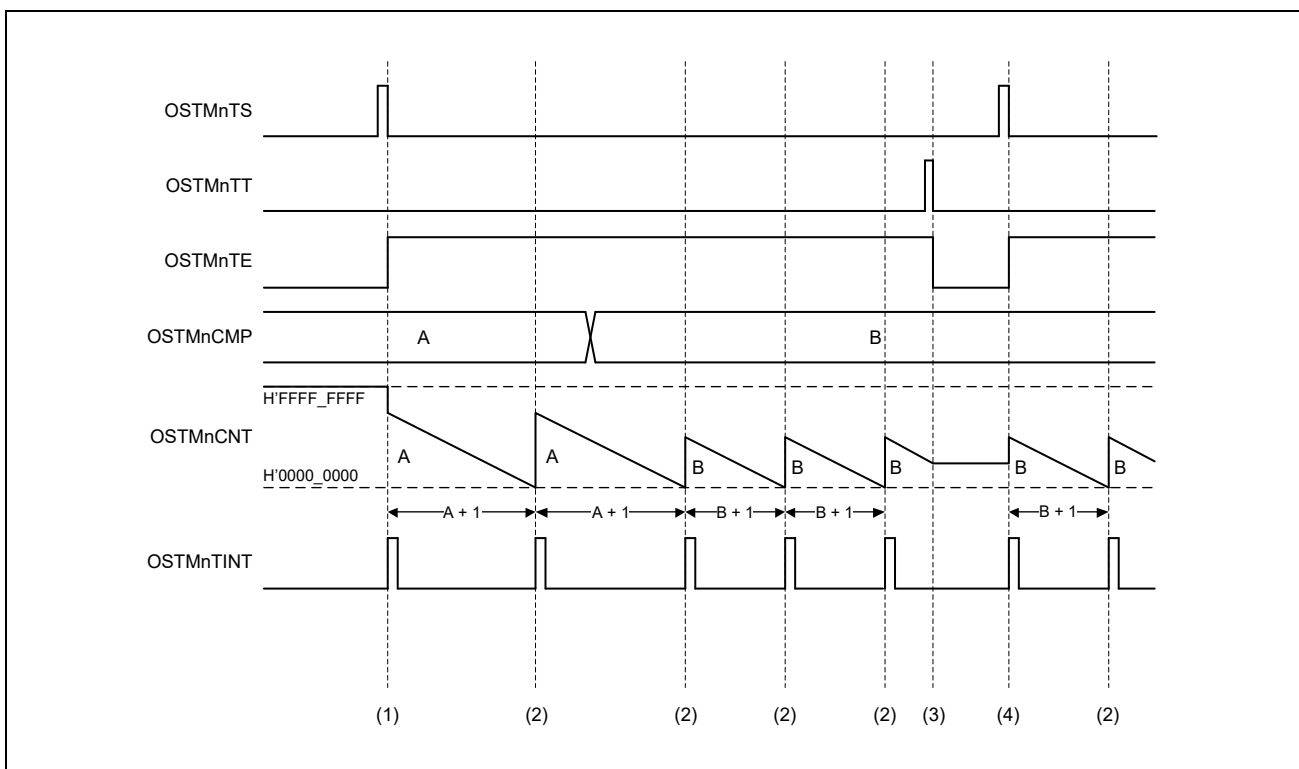 OSTMnTS
OSTMnTT
OSTMnTE
OSTMnCMP
A
B
H'FFFF_FFFF
OSTMnCNT
A
A
B
B
B
B
B
H'0000_0000
A + 1
A + 1
B + 1
B + 1
B + 1
OSTMnTINT
(1) (2) (2) (2) (2) (3) (4) (2)